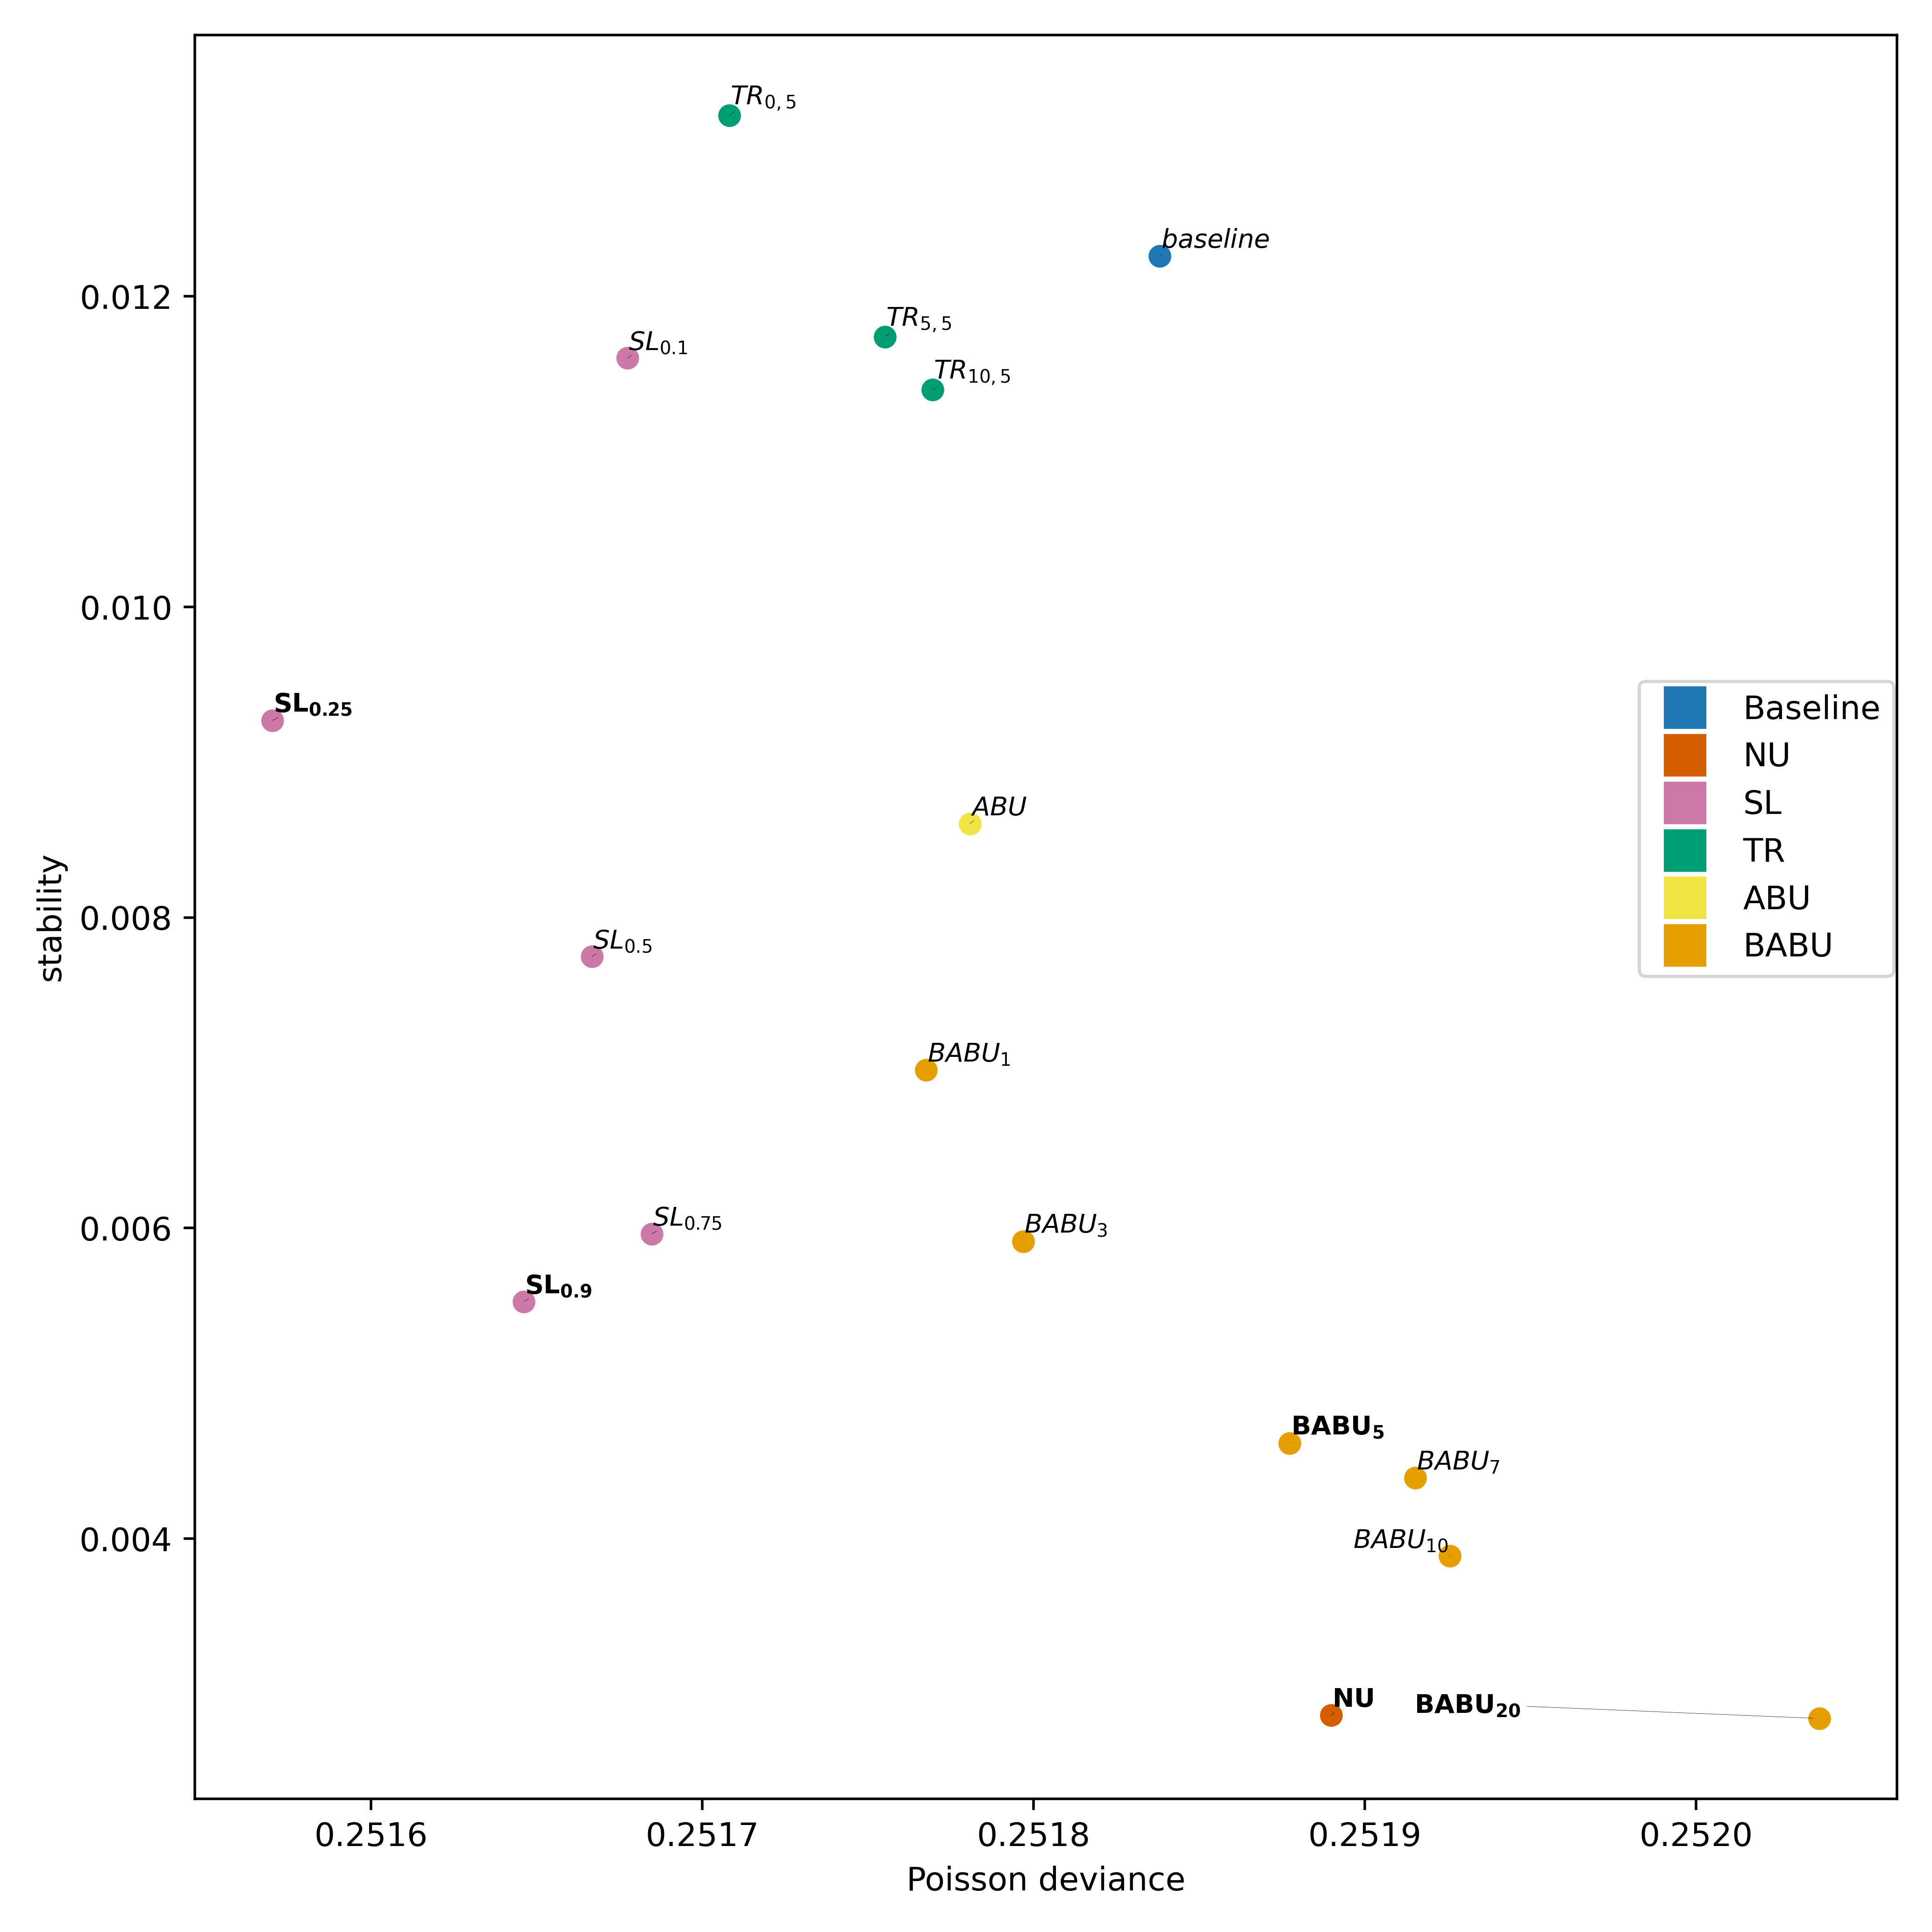 TR0, 5
baseline
0.012
TR5, 5
SL0.1
TR10, 5
0.010
SL0.25
Baseline
NU
SL
TR
ABU
BABU
ABU
0.008
stability
SL0.5
BABU1
0.006
SL0.75
BABU3
SL0.9
BABU5
BABU7
0.004
BABU10
NU
BABU20
0.2516
0.2517
0.2518
0.2519
0.2520
Poisson deviance